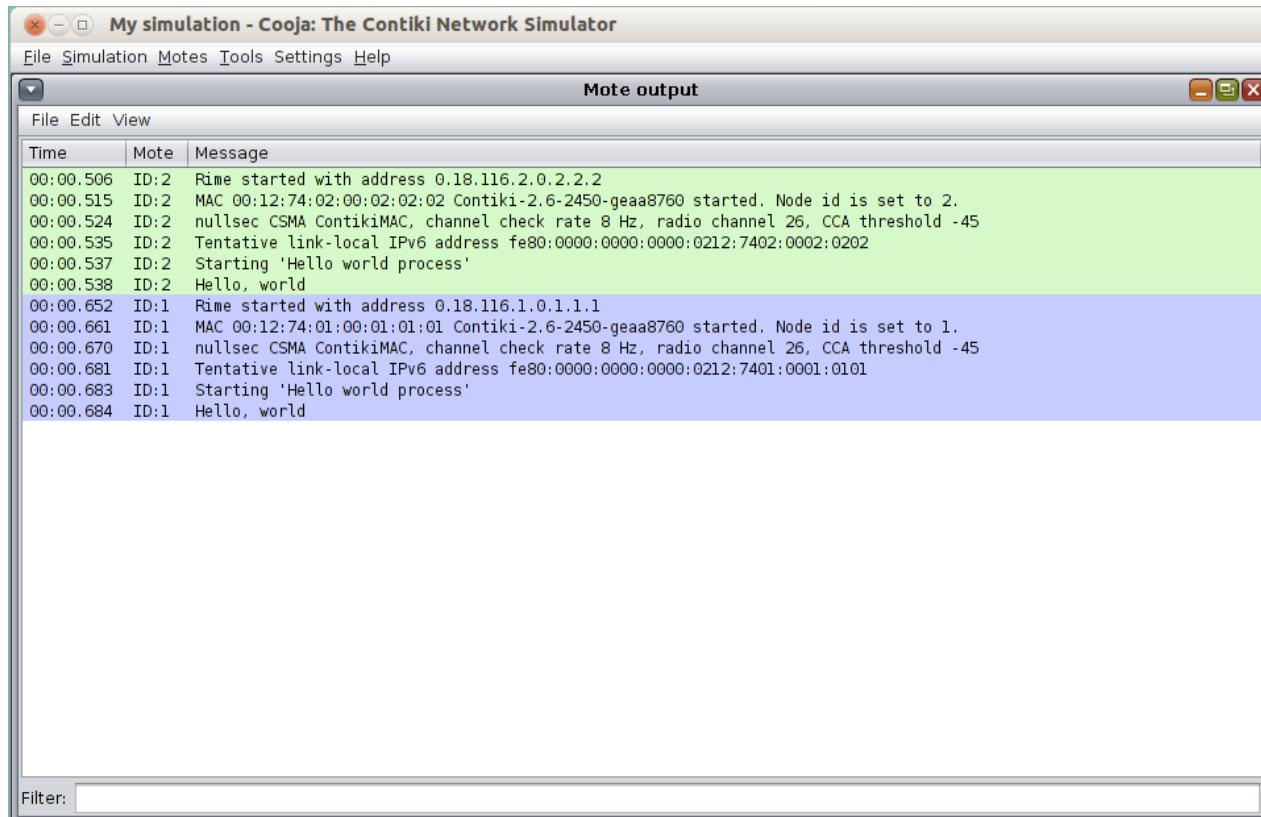 My simulation - Cooja: The Contiki Network Simulator
File Simulation Motes Tools Settings Help
Mote output
File Edit View
Time Mote Message
00:00.506 ID:2 Rime started with address 0.18.116.2.0.2.2.2
00:00.515 ID:2 MAC 00:12:74:02:00:02:02:02 Contiki-2.6-2450-geaa8760 started. Node id is set to 2.
00:00.524 ID:2 nullsec CSMA ContikiMAC, channel check rate 8 Hz, radio channel 26, CCA threshold -45
00:00.535 ID:2 Tentative link-local IPv6 address fe80:0000:0000:0000:0212:7402:0002:0202
00:00.537 ID:2 Starting 'Hello world process'
00:00.538 ID:2 Hello, world
00:00.652 ID:1 Rime started with address 0.18.116.1.0.1.1.1
00:00.661 ID:1 MAC 00:12:74:01:00:01:01:01 Contiki-2.6-2450-geaa8760 started. Node id is set to 1.
00:00.670 ID:1 nullsec CSMA ContikiMAC, channel check rate 8 Hz, radio channel 26, CCA threshold -45
00:00.681 ID:1 Tentative link-local IPv6 address fe80:0000:0000:0000:0212:7401:0001:0101
00:00.683 ID:1 Starting 'Hello world process'
00:00.684 ID:1 Hello, world
Filter: